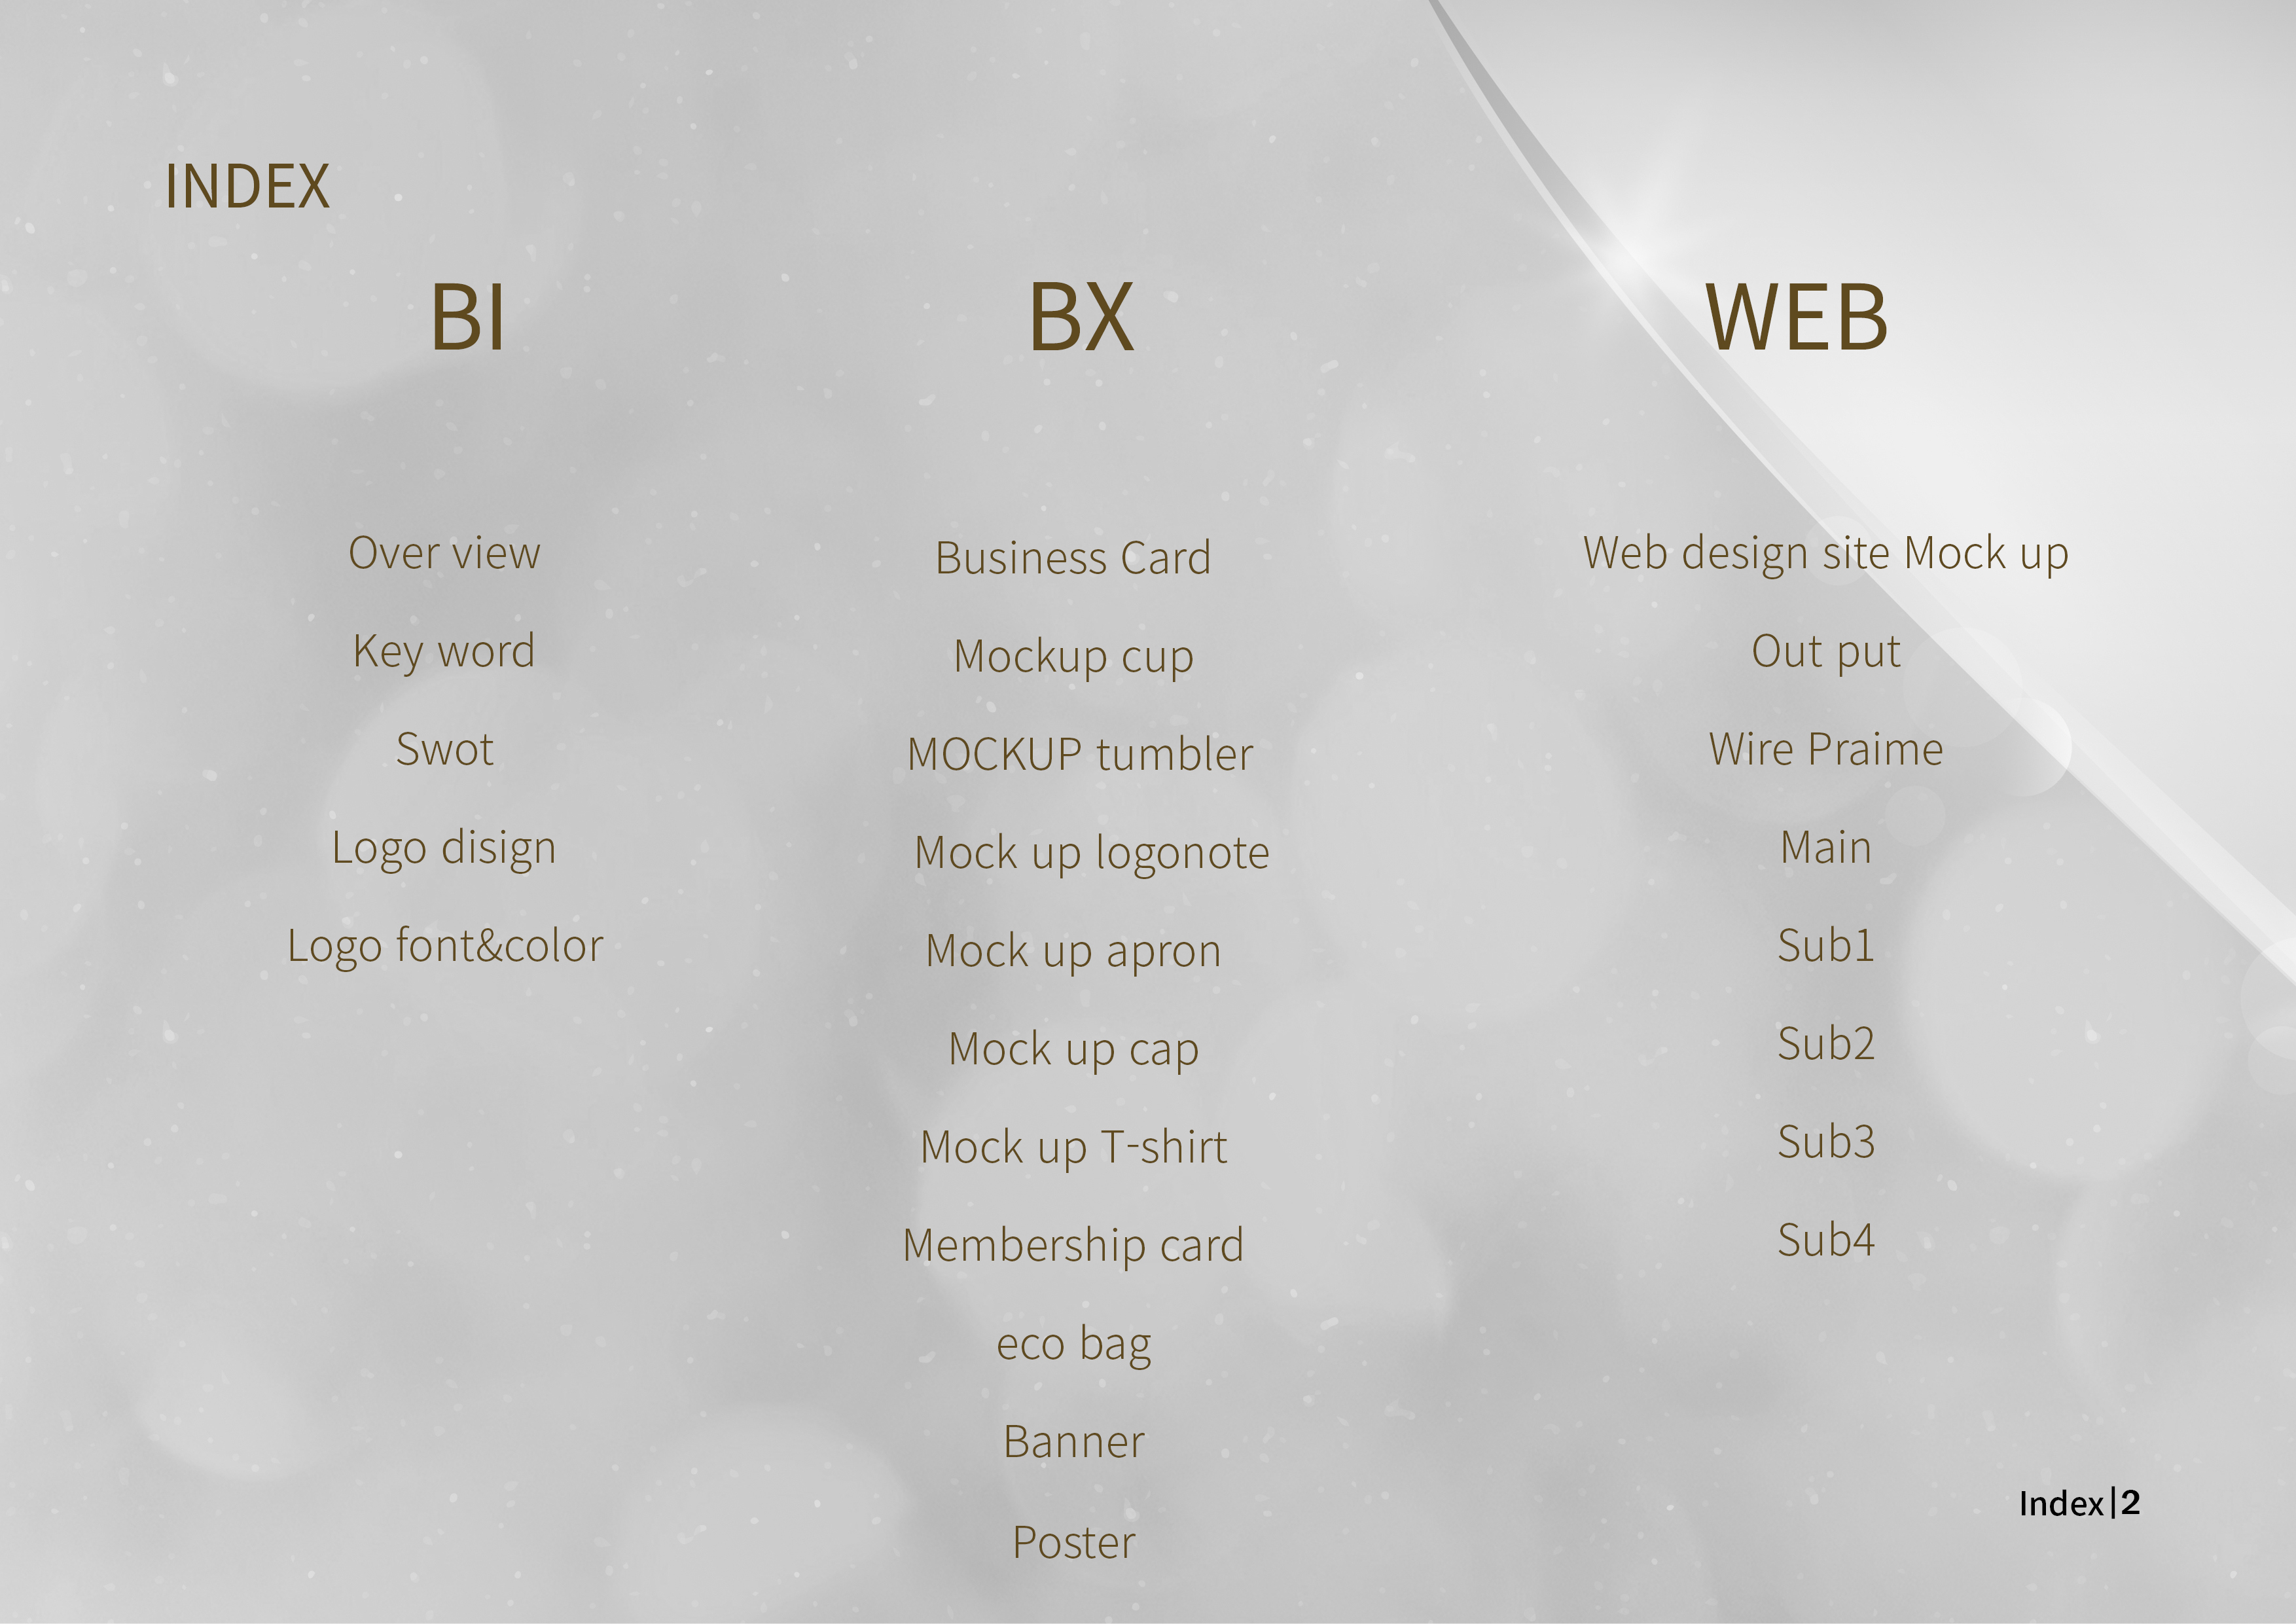 INDEX
BI
Over view
Key word
Swot
Logo disign
Logo font&color
BX
Business Card
Mockup cup
MOCKUP tumbler
Mock up logonote
Mock up apron
Mock up cap
Mock up T-shirt
Membership card
eco bag
Banner
Poster
WEB
Web design site Mock up
Out put
Wire Praime
Main
Sub1
Sub2
Sub3
Sub4
Index|2